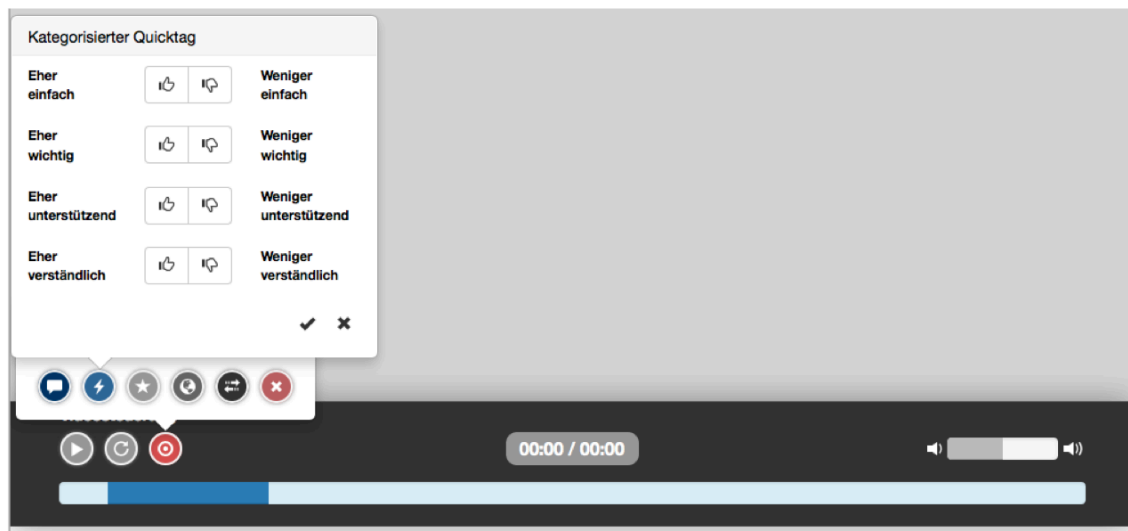 Kategorisierter Quicktag
Eher einfach
Weniger einfach
Eher wichtig
Weniger wichtig
Eher unterstützend
Weniger unterstützend
Eher verständlich
Weniger verständlich
00:00 / 00:00